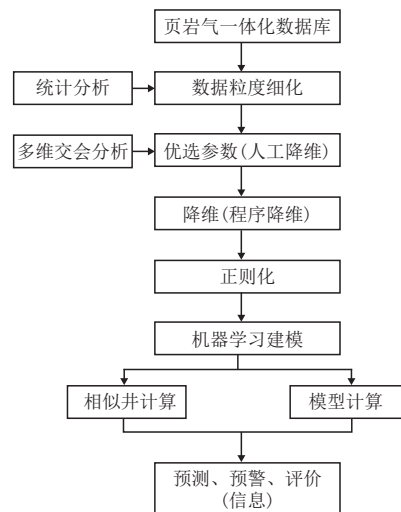 页岩气一体化数据库
统计分析
数据粒度细化
多维交会分析
优选参数(人工降维)
降维(程序降维)
正则化
机器学习建模
相似井计算
模型计算
预测、预警、评价
(信息)